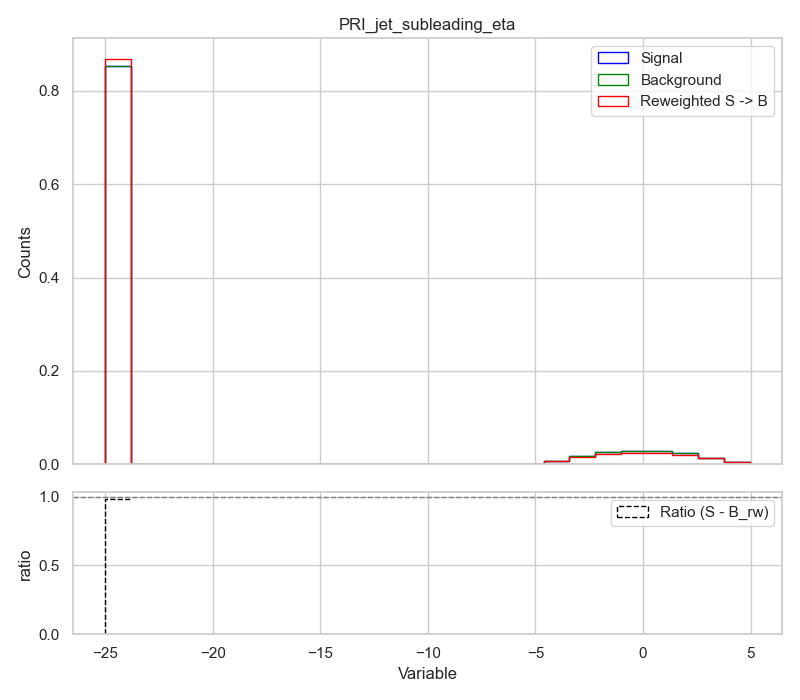 PRI_jet_subleading_eta
Signal
Background
Reweighted S -> B
0.8
0.6
0.4
0.2
0.0
Counts
1.0
0.5
0.0
ratio
Ratio (S - B_rw)
−25
−20
−15
−10
−5
0
5
Variable